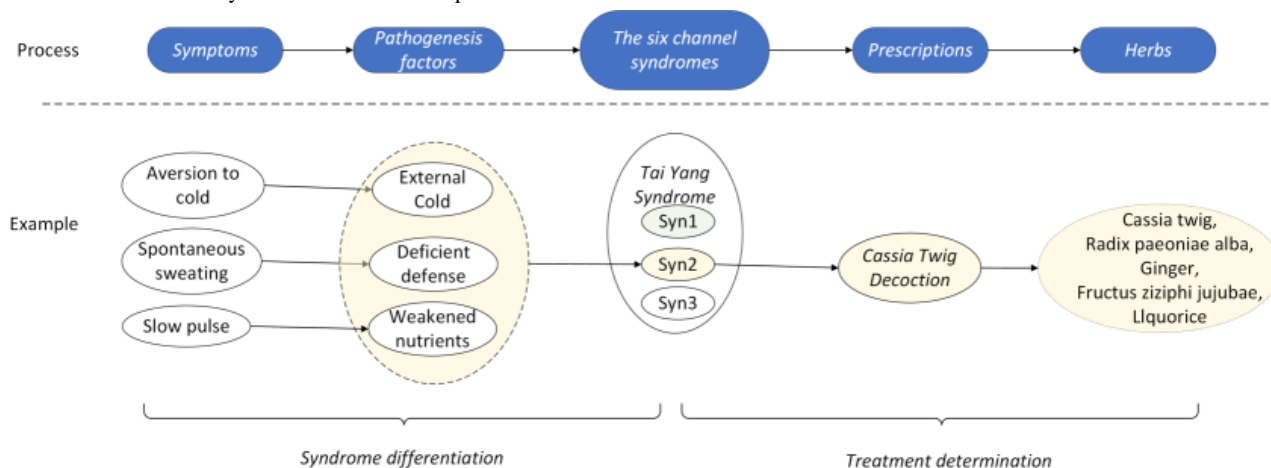 Process
Symptoms
Pathogenesis
factors
The six channel
syndromes
Prescriptions
Herbs
Example
Aversion to
cold
External
Cold
Spontaneous
sweating
Deficient
defense
Slow pulse
Weakened
nutrients
Tai Yang
Syndrome
Syn1
Syn2
Syn3
Cassia Twig
Decoction
Cassia twig,
Radix paeoniae alba,
Ginger,
Fructus ziziphi jujubae,
LIquorice
Syndrome differentiation
Treatment determination